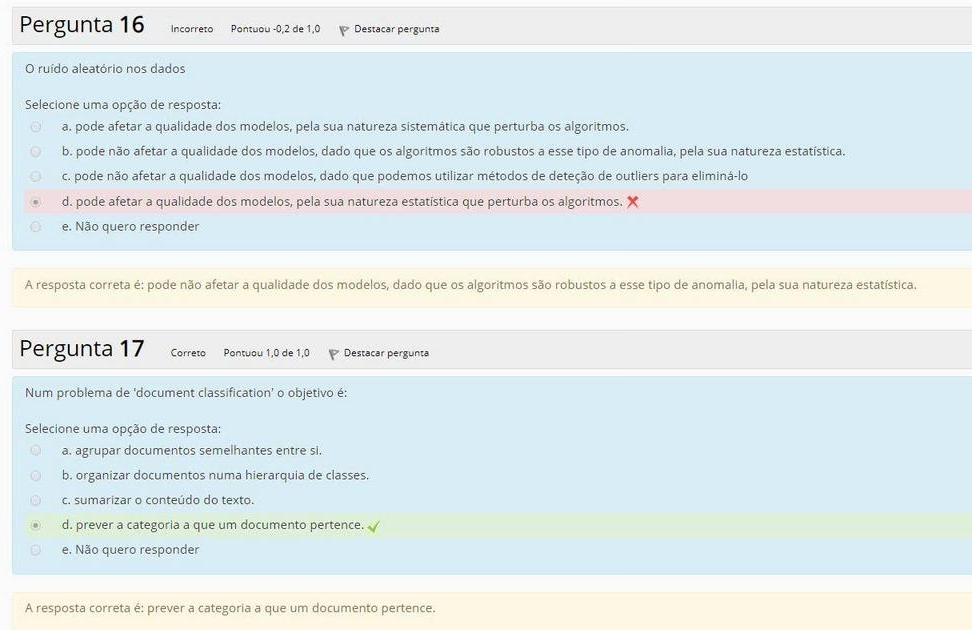 Pergunta 16 Incorreto Pontuou -0,2 de 1,0 Destacar pergunta
O ruído aleatório nos dados
Selecione uma opção de resposta:
a. pode afetar a qualidade dos modelos, pela sua natureza sistemática que perturba os algoritmos.
b. pode não afetar a qualidade dos modelos, dado que os algoritmos são robustos a esse tipo de anomalia, pela sua natureza estatística.
c. pode não afetar a qualidade dos modelos, dado que podemos utilizar métodos de deteção de outliers para eliminá-lo
d. pode afetar a qualidade dos modelos, pela sua natureza estatística que perturba os algoritmos.
e. Não quero responder
A resposta correta é: pode não afetar a qualidade dos modelos, dado que os algoritmos são robustos a esse tipo de anomalia, pela sua natureza estatística.
Pergunta 17 Correto Pontuou 1,0 de 1,0 Destacar pergunta
Num problema de 'document classification' o objetivo é:
Selecione uma opção de resposta:
a. agrupar documentos semelhantes entre si.
b. organizar documentos numa hierarquia de classes.
c. sumarizar o conteúdo do texto.
d. prever a categoria a que um documento pertence.
e. Não quero responder
A resposta correta é: prever a categoria a que um documento pertence.